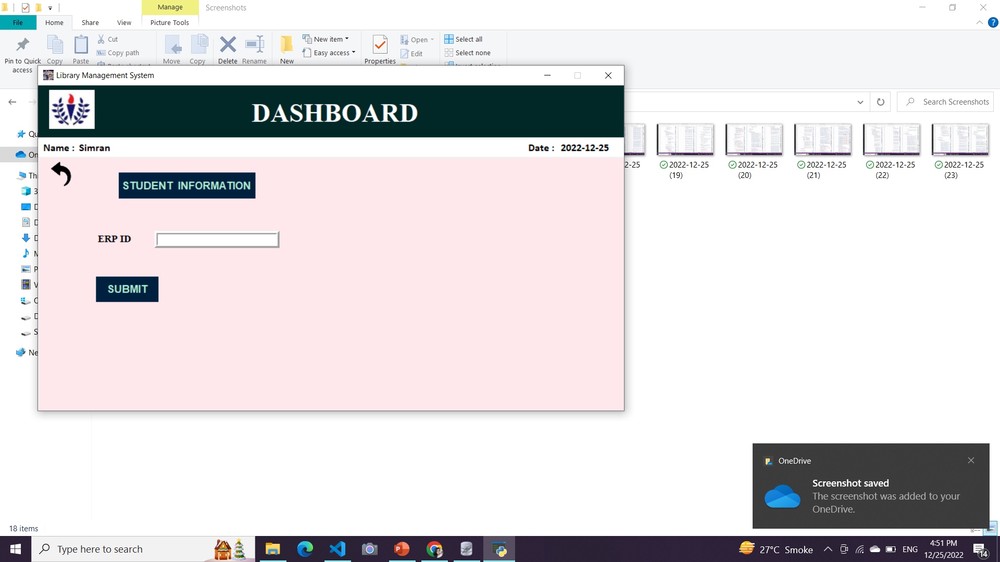 Manage
Screenshots
File
Home
Share
View
Picture Tools
Pin to Quick access
Copy
Paste
Cut
Copy path
Move
Copy
Delete
Rename
New
New item
Easy access
Properties
Open
Edit
Select all
Select none
Library Management System
Search Screenshots
DASHBOARD
Name : Simran
Date : 2022-12-25
STUDENT INFORMATION
ERP ID
SUBMIT
2-25
2022-12-25 (19)
2022-12-25 (20)
2022-12-25 (21)
2022-12-25 (22)
2022-12-25 (23)
Qu
On
Thi
3
D
D
D
M
P
V
C
D
S
Ne
OneDrive
Screenshot saved
The screenshot was added to your
OneDrive.
18 items
Type here to search
27°C Smoke
ENG
4:51 PM
12/25/2022
14